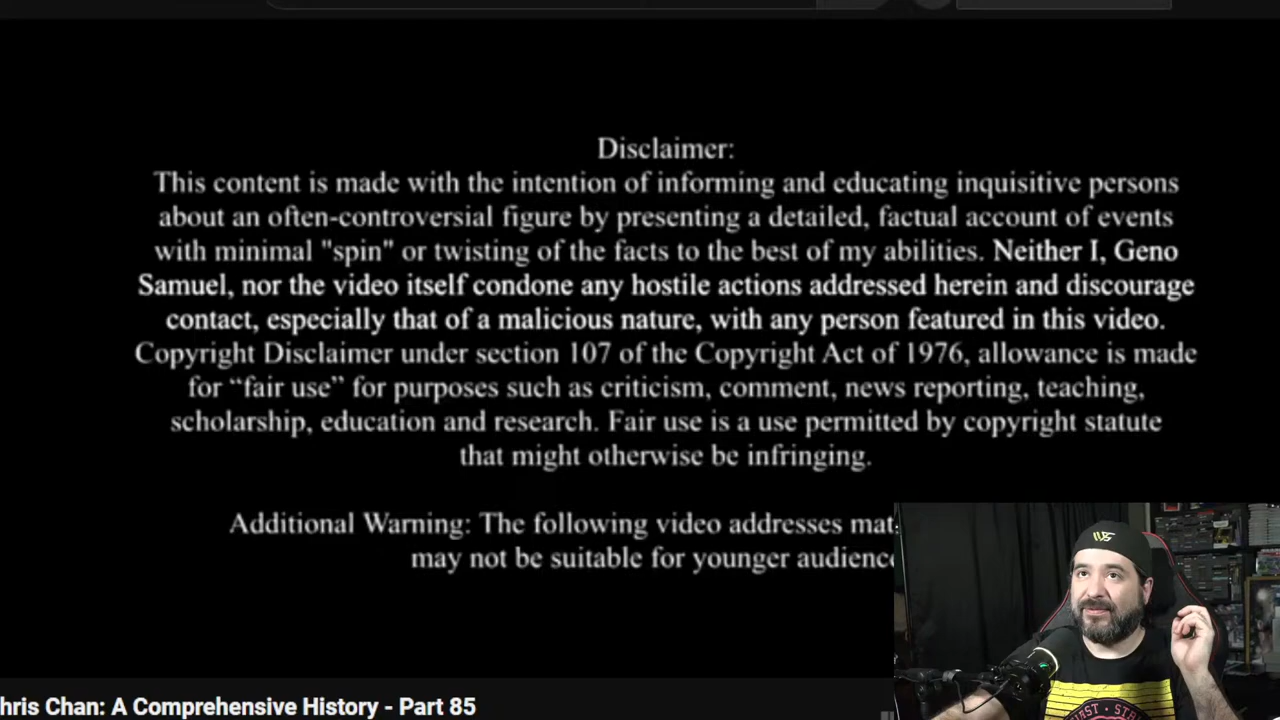 Disclaimer:
This content is made with the intention of informing and educating inquisitive persons
about an often-controversial figure by presenting a detailed, factual account of events
with minimal "spin" or twisting of the facts to the best of my abilities. Neither I, Geno
Samuel, nor the video itself condone any hostile actions addressed herein and discourage
contact, especially that of a malicious nature, with any person featured in this video.
Copyright Disclaimer under section 107 of the Copyright Act of 1976, allowance is made
for “fair use” for purposes such as criticism, comment, news reporting, teaching,
scholarship, education and research. Fair use is a use permitted by copyright statute
that might otherwise be infringing.
Additional Warning: The following video addresses mat
may not be suitable for younger audienc
hris Chan: A Comprehensive History - Part 85